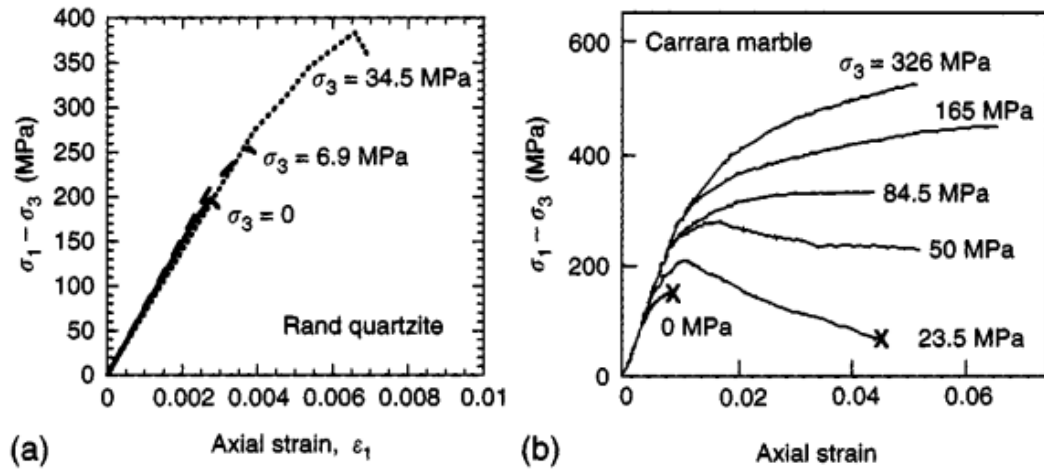 400
350
300
250
200
150
100
50
0
σ1 – σ3 (MPa)
σ3 = 34.5 MPa
σ3 = 6.9 MPa
σ3 = 0
Rand quartzite
0 0.002 0.004 0.006 0.008 0.01
(a) Axial strain, ε1
600
400
200
0
σ1 – σ3 (MPa)
Carrara marble
σ3 = 326 MPa
165 MPa
84.5 MPa
50 MPa
0 MPa
23.5 MPa
0 0.02 0.04 0.06
(b) Axial strain